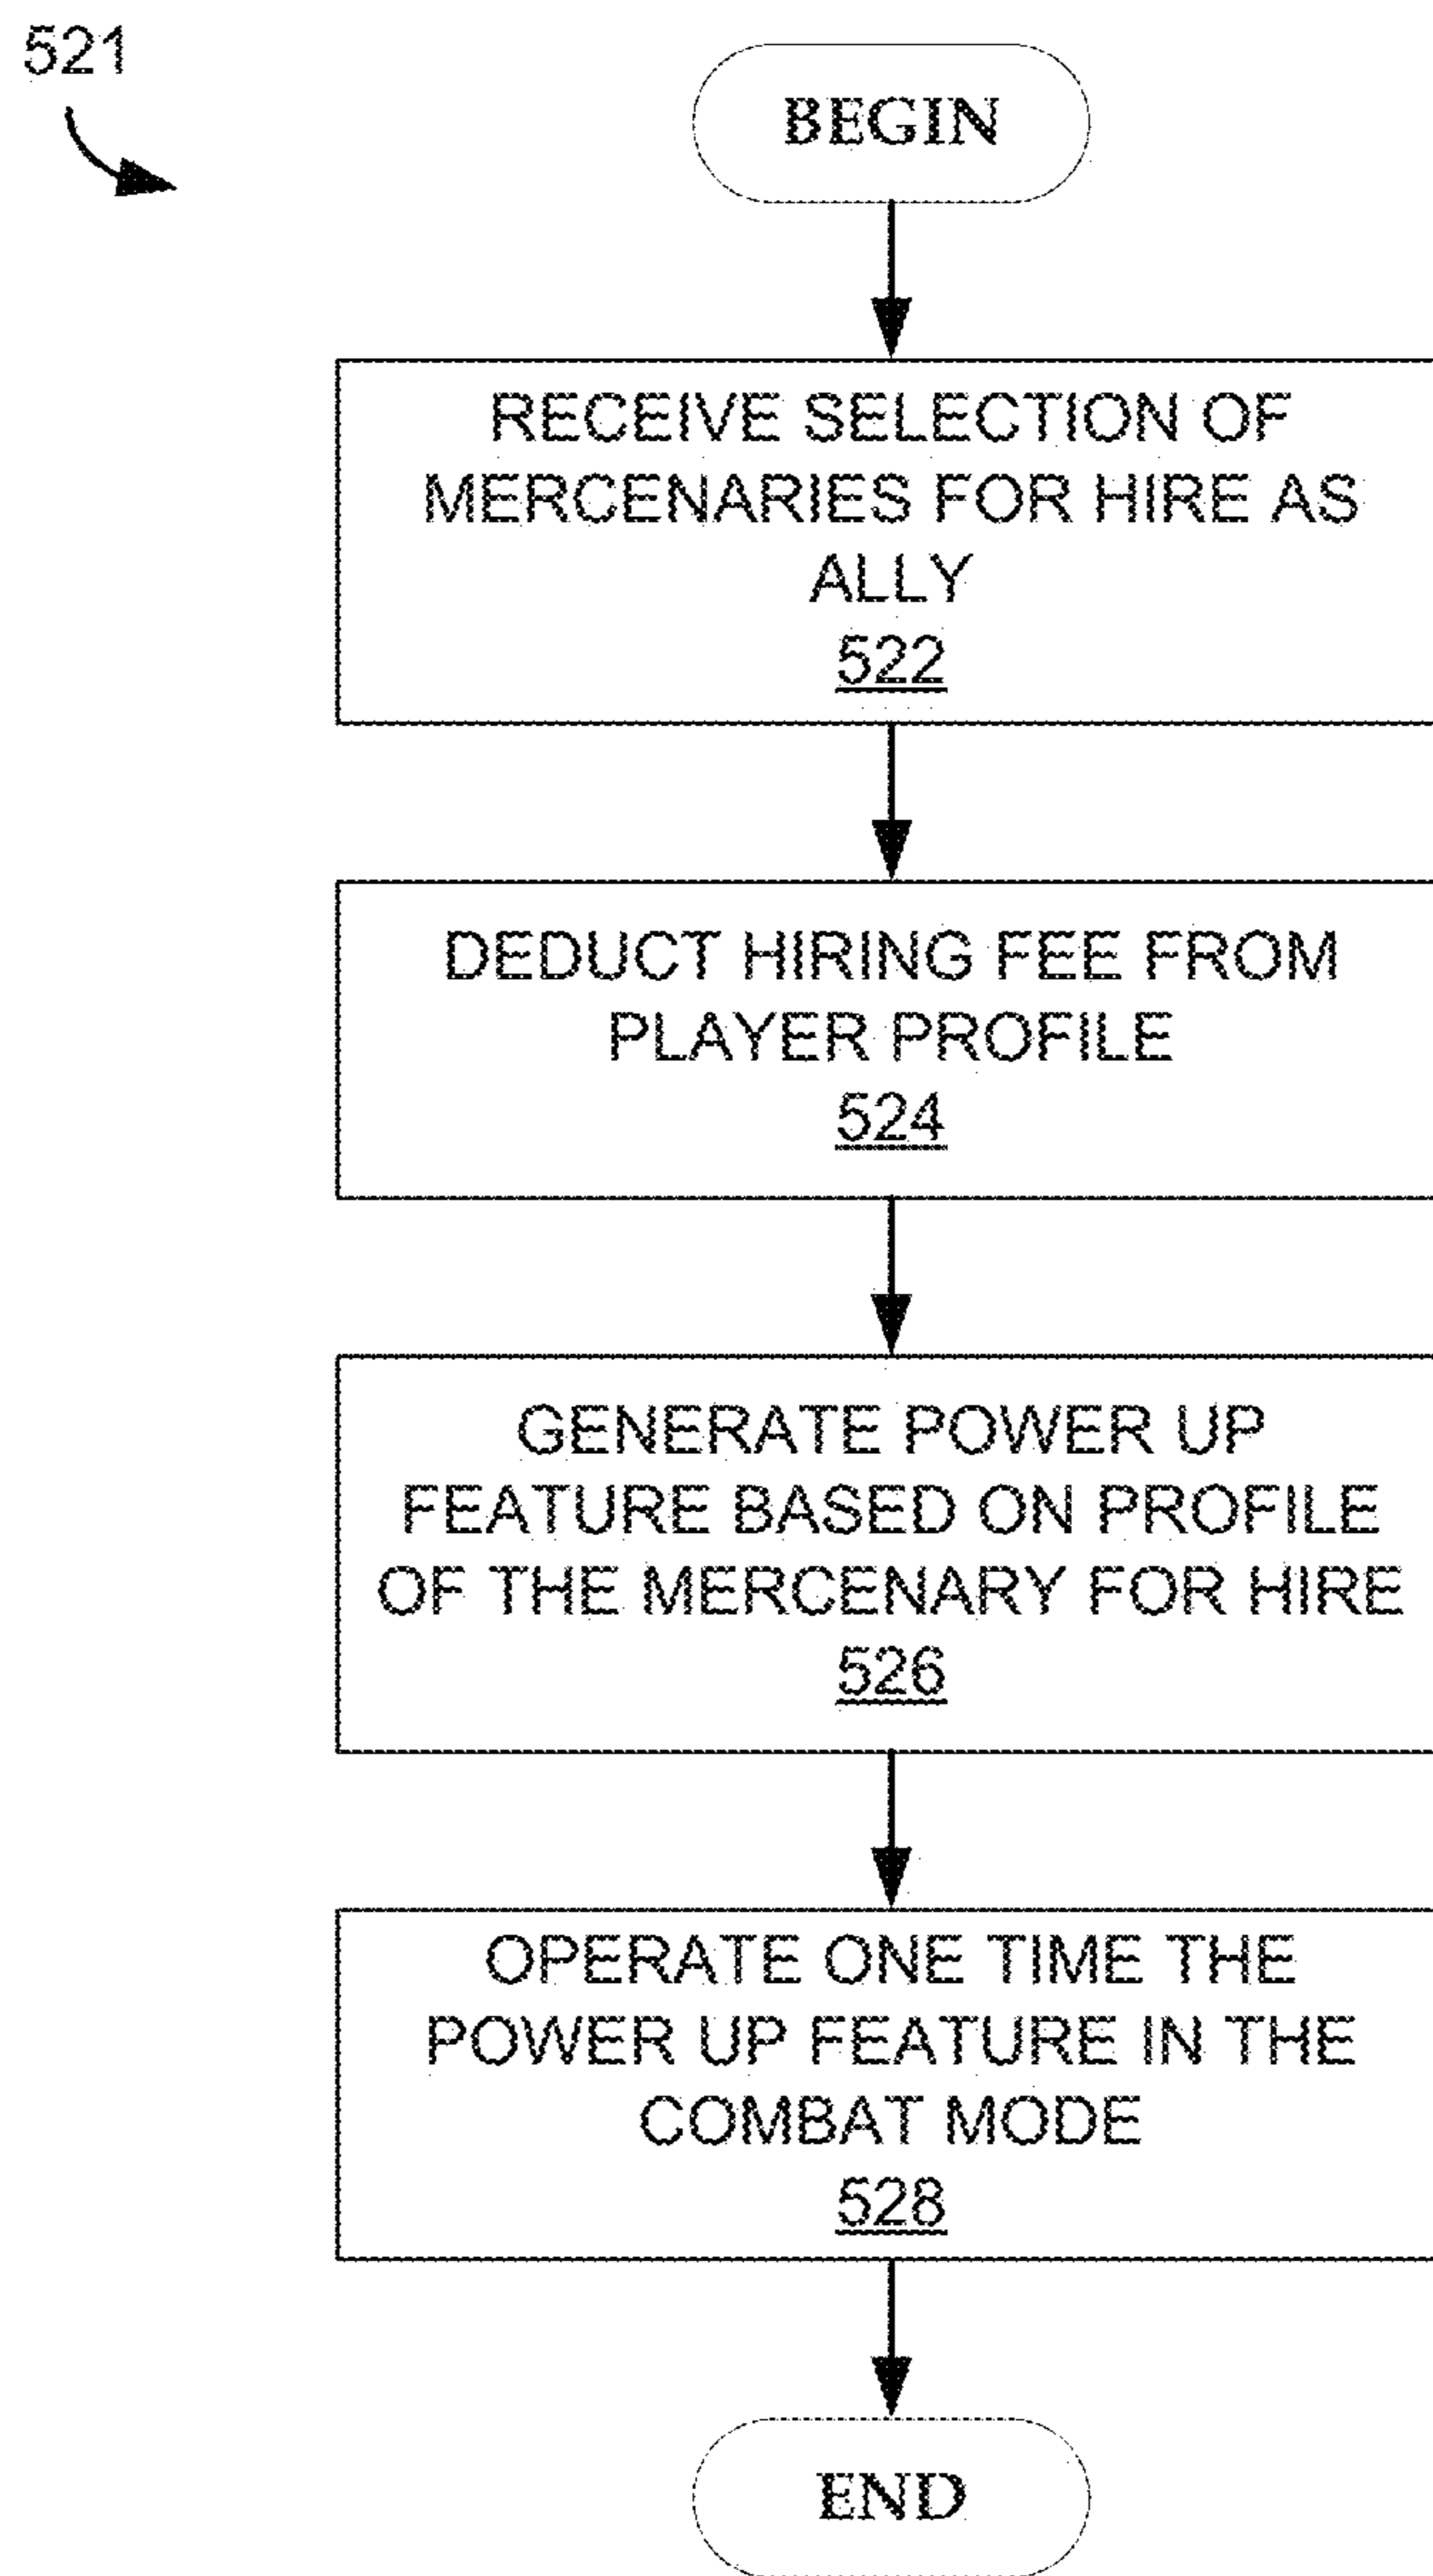 521
BEGIN
RECEIVE SELECTION OF
MERCENARIES FOR HIRE AS
ALLY
522
DEDUCT HIRING FEE FROM
PLAYER PROFILE
524
GENERATE POWER UP
FEATURE BASED ON PROFILE
OF THE MERCENARY FOR HIRE
526
OPERATE ONE TIME THE
POWER UP FEATURE IN THE
COMBAT MODE
528
END